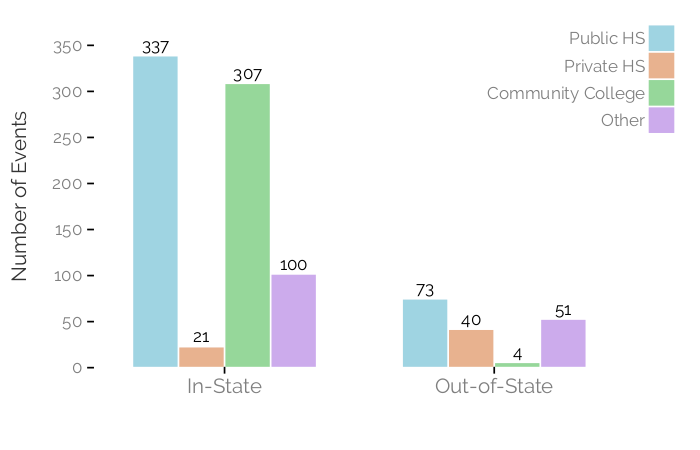 Public HS
Private HS
Community College
Other
Number of Events
350
300
250
200
150
100
50
0
337
21
307
100
73
40
4
51
In-State
Out-of-State